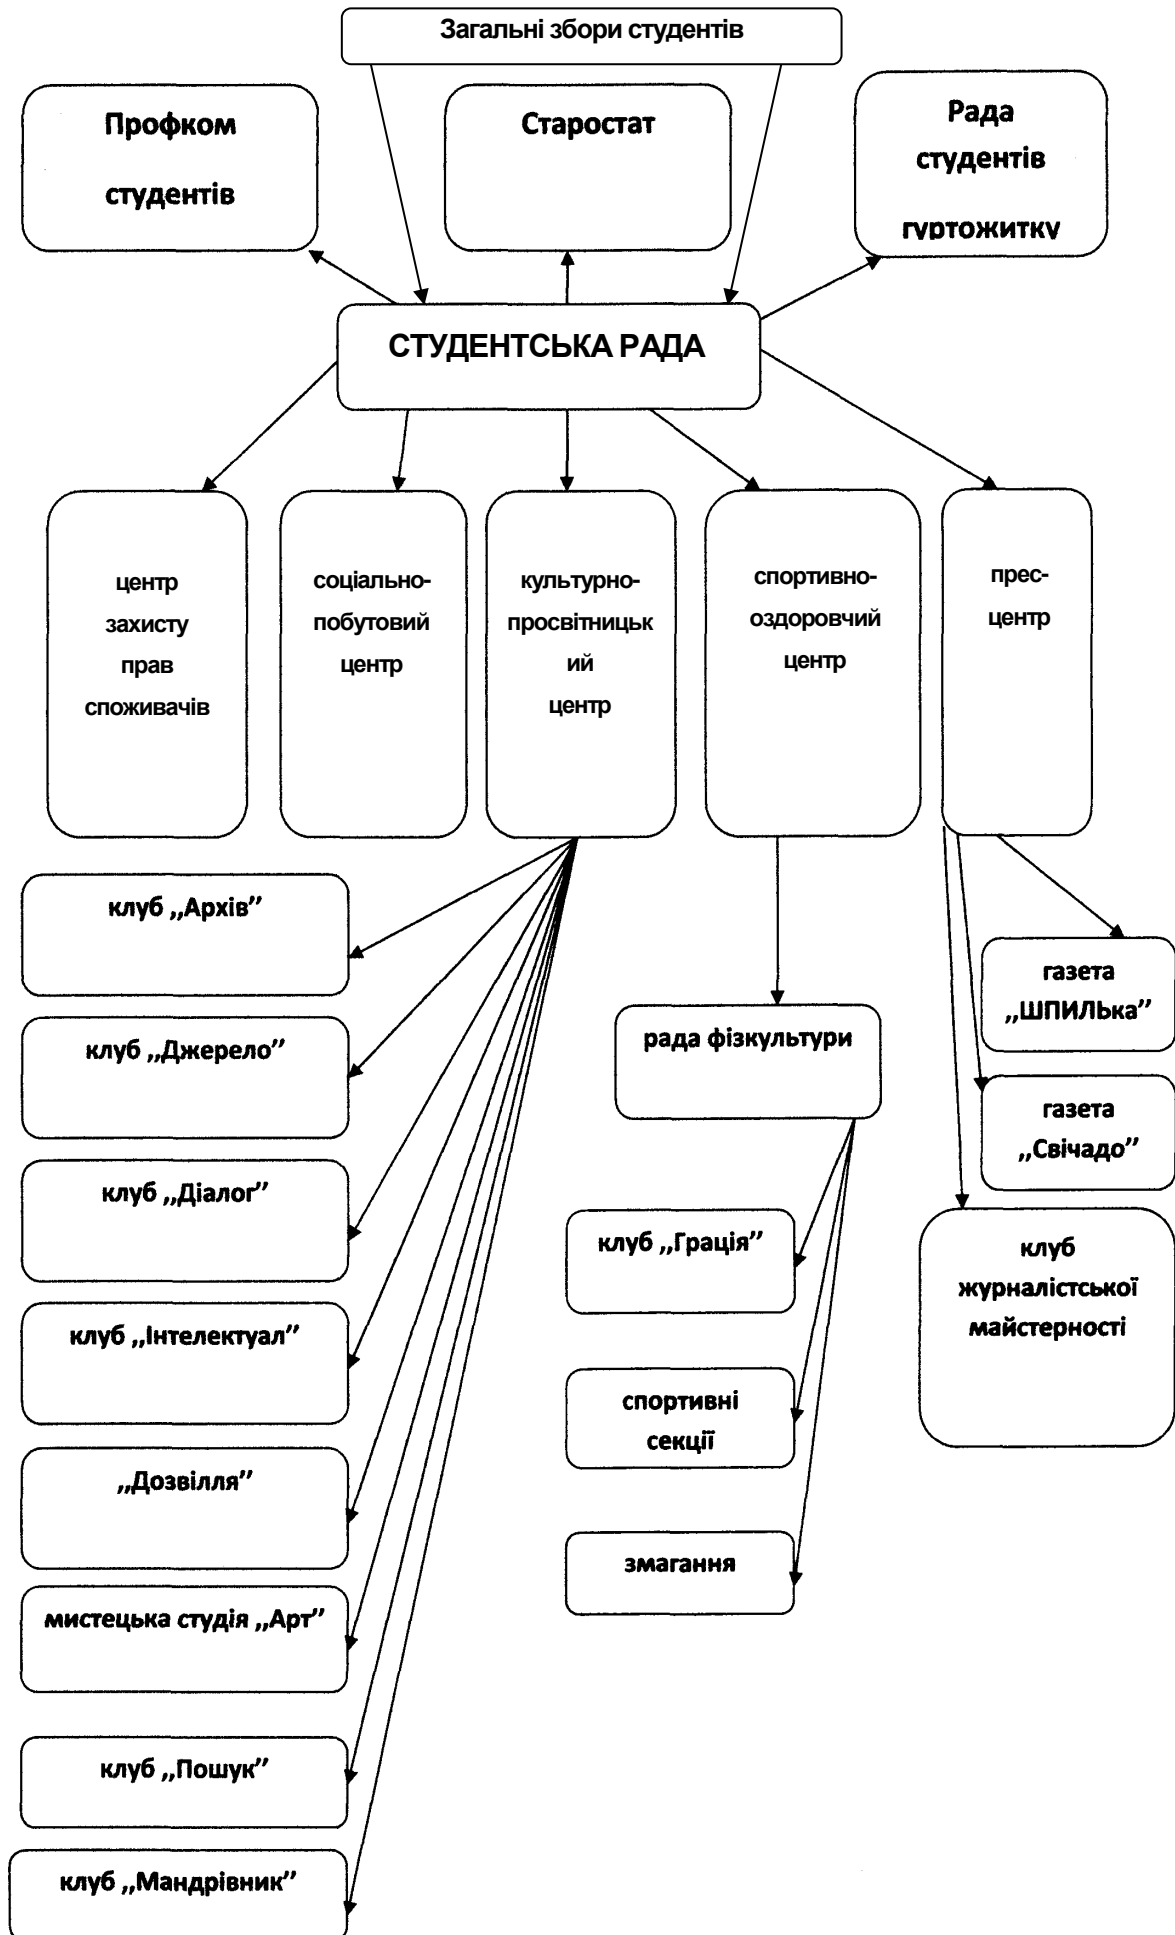 Загальні збори студентів
Профком
студентів
Старостат
Рада
студентів
гуртожитку
СТУДЕНТСЬКА РАДА
центр
захисту
прав
споживачів
соціально-
побутовий
центр
культурно-
просвітницьк
ий
центр
спортивно-
оздоровчий
центр
прес-
центр
клуб „Архів”
клуб „Джерело”
клуб „Діалог”
клуб „Інтелектуал”
„Дозвілля”
мистецька студія „Арт”
клуб „Пошук”
клуб „Мандрівник”
рада фізкультури
клуб „Грація”
спортивні
секції
змагання
газета
„ШПИЛЬка”
газета
„Свічадо”
клуб
журналістської
майстерності